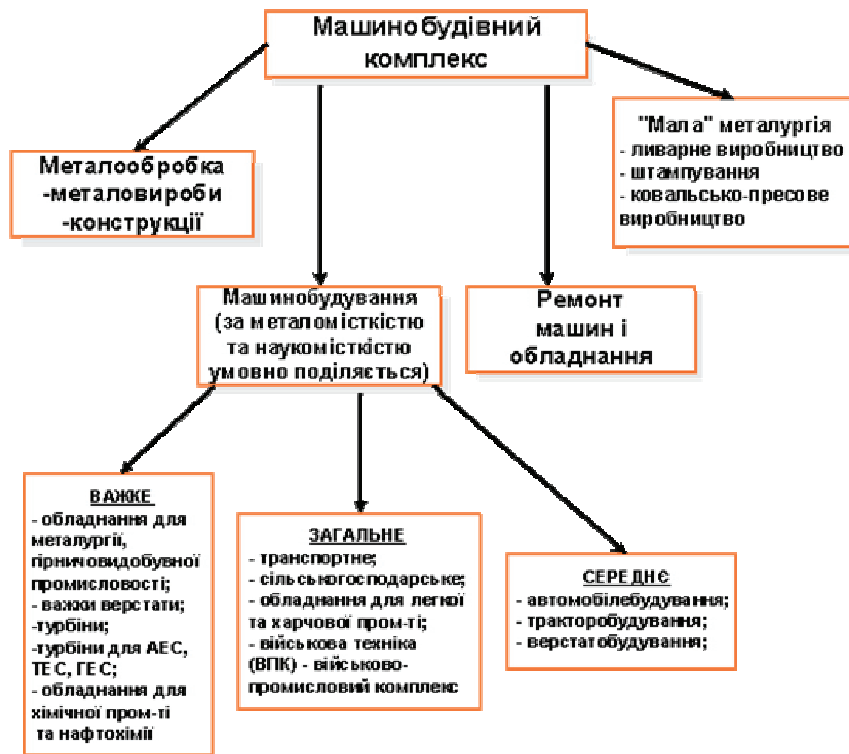 Машинобудівний
комплекс
Металообробка
-металовироби
-конструкції
"Мала" металургія
- ливарне виробництво
- штампування
- ковальсько-пресове
виробництво
Машинобудування
(за металомісткістю
та наукомісткістю
умовно поділяється)
Ремонт
машин і
обладнання
ВАЖКЕ
- обладнання для
металургії,
гірничовидобувної
промисловості;
- важки верстати;
-турбіни;
-турбіни для АЕС,
ТЕС, ГЕС;
- обладнання для
хімічної пром-ті
та нафтохімії
ЗАГАЛЬНЕ
- транспортне;
- сільськогосподарське;
- обладнання для легкої
та харчової пром-ті;
- військова техніка
(ВПК) - військово-
промисловий комплекс
СЕРЕДНЄ
- автомобілебудування;
- тракторобудування;
- верстатобудування;